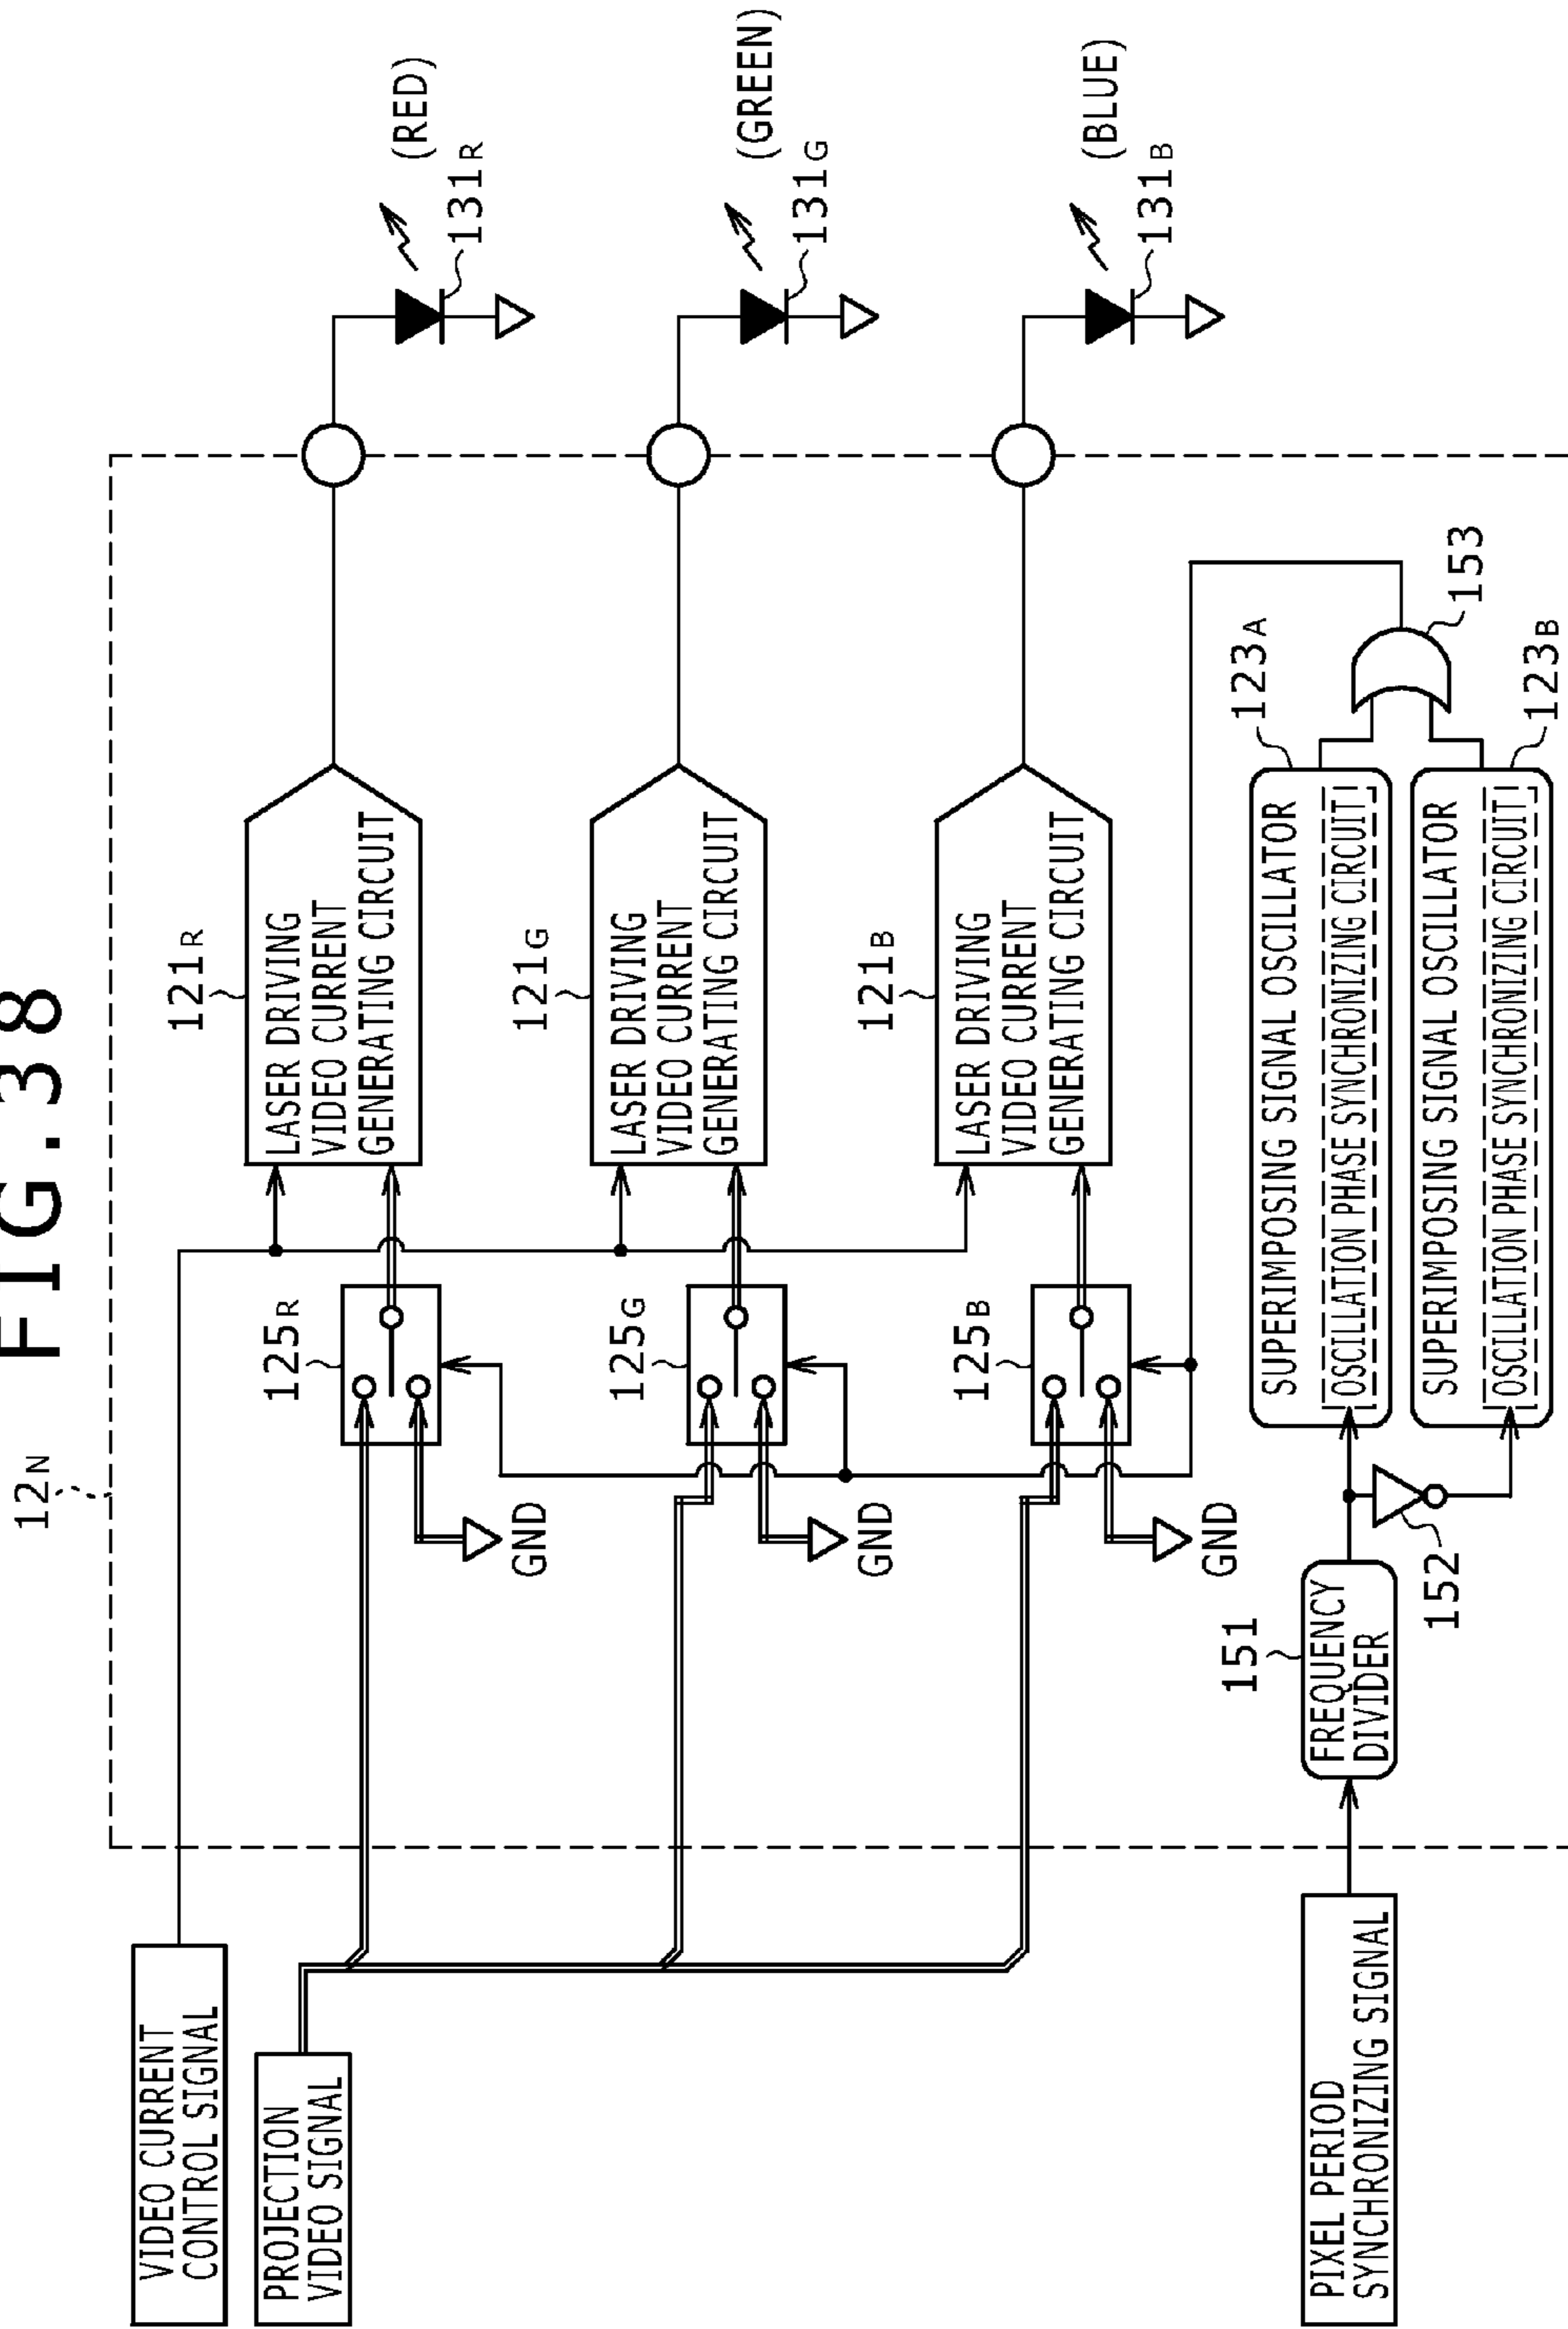 FIG.38
12N
VIDEO CURRENT
CONTROL SIGNAL
PROJECTION
VIDEO SIGNAL
125R
GND
121R
LASER DRIVING
VIDEO CURRENT
GENERATING CIRCUIT
(RED)
131R
125G
GND
121G
LASER DRIVING
VIDEO CURRENT
GENERATING CIRCUIT
(GREEN)
131G
125B
GND
121B
LASER DRIVING
VIDEO CURRENT
GENERATING CIRCUIT
(BLUE)
131B
PIXEL PERIOD
SYNCHRONIZING SIGNAL
151
FREQUENCY
DIVIDER
152
123A
SUPERIMPOSING SIGNAL OSCILLATOR
OSCILLATION PHASE SYNCHRONIZING CIRCUIT
SUPERIMPOSING SIGNAL OSCILLATOR
OSCILLATION PHASE SYNCHRONIZING CIRCUIT
123B
153